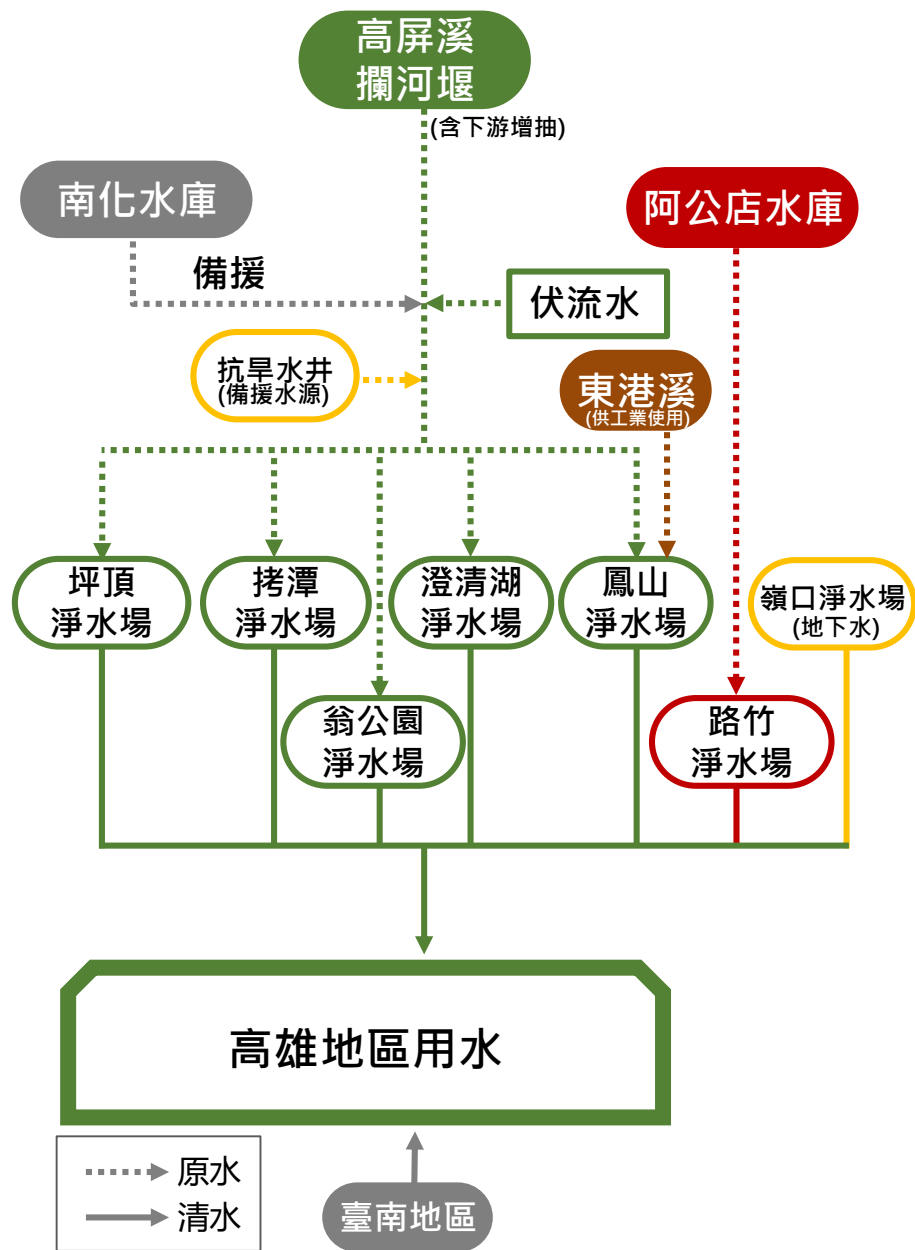 高屏溪
攔河堰
(含下游增抽)
南化水庫
阿公店水庫
備援
伏流水
抗旱水井
(備援水源)
東港溪
(供工業使用)
坪頂
淨水場
拷潭
淨水場
澄清湖
淨水場
鳳山
淨水場
嶺口淨水場
(地下水)
翁公園
淨水場
路竹
淨水場
高雄地區用水
原水
清水
臺南地區